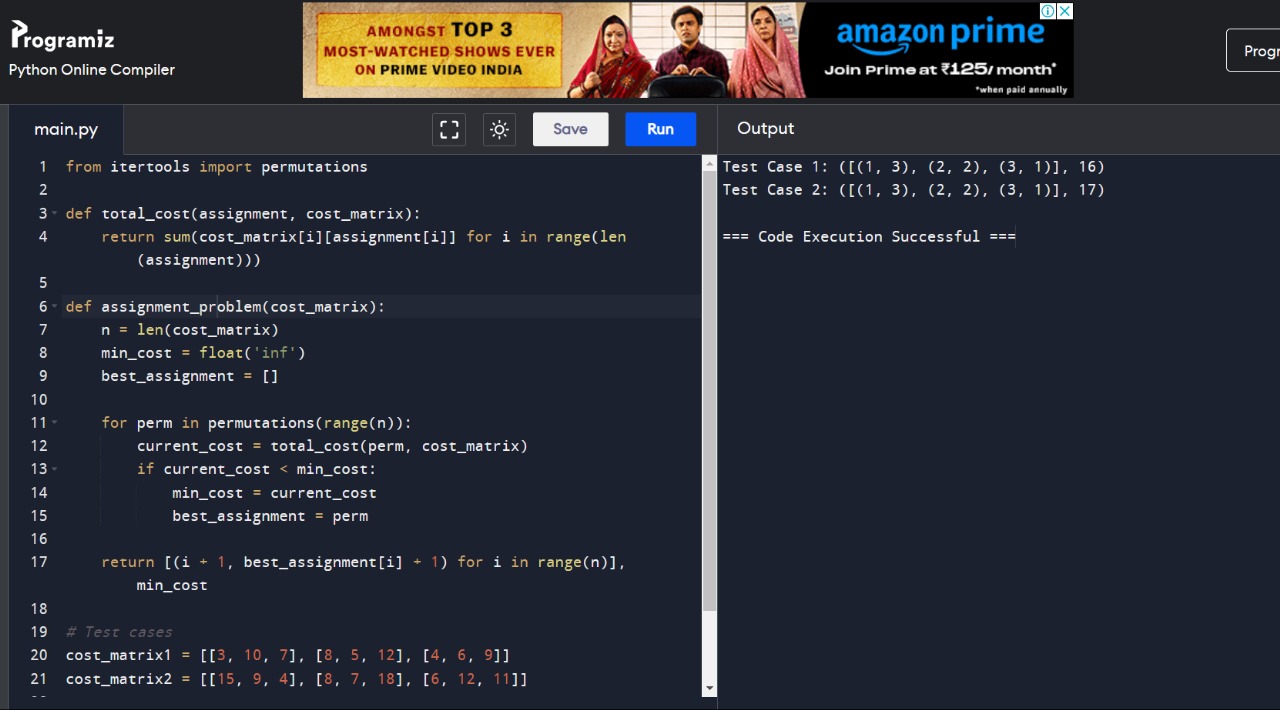 Programiz
Python Online Compiler
AMONGST TOP 3
MOST-WATCHED SHOWS EVER
ON PRIME VIDEO INDIA
amazon prime
Join Prime at ₹125/month*
*when paid annually
Progr
main.py
Save
Run
Output
1 from itertools import permutations
2
3 def total_cost(assignment, cost_matrix):
4 return sum(cost_matrix[i][assignment[i]] for i in range(len
(assignment)))
5
6 def assignment_problem(cost_matrix):
7 n = len(cost_matrix)
8 min_cost = float('inf')
9 best_assignment = []
10
11 for perm in permutations(range(n)):
12 current_cost = total_cost(perm, cost_matrix)
13 if current_cost < min_cost:
14 min_cost = current_cost
15 best_assignment = perm
16
17 return [(i + 1, best_assignment[i] + 1) for i in range(n)],
min_cost
18
19 # Test cases
20 cost_matrix1 = [[3, 10, 7], [8, 5, 12], [4, 6, 9]]
21 cost_matrix2 = [[15, 9, 4], [8, 7, 18], [6, 12, 11]]
Test Case 1: ([(1, 3), (2, 2), (3, 1)], 16)
Test Case 2: ([(1, 3), (2, 2), (3, 1)], 17)
=== Code Execution Successful ===